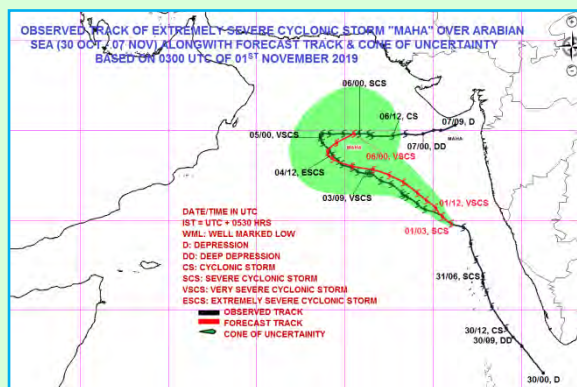 OBSERVED TRACK OF EXTREMELY SEVERE CYCLONIC STORM "MAHA" OVER ARABIAN
SEA (30 OCT - 07 NOV) ALONGWITH FORECAST TRACK & CONE OF UNCERTAINTY
BASED ON 0300 UTC OF 01ST NOVEMBER 2019
06/00, SCS
06/12, CS
07/09, D
05/00, VSCS
MAHA
07/00, DD
MAHA
06/00, VSCS
04/12, ESCS
03/09, VSCS
01/12, VSCS
01/03, SCS
DATE/TIME IN UTC
IST = UTC + 0530 HRS
WML: WELL MARKED LOW
D: DEPRESSION
DD: DEEP DEPRESSION
CS: CYCLONIC STORM
SCS: SEVERE CYCLONIC STORM
VSCS: VERY SEVERE CYCLONIC STORM
ESCS: EXTREMELY SEVERE CYCLONIC STORM
OBSERVED TRACK
FORECAST TRACK
CONE OF UNCERTAINITY
31/06, SCS
30/12, CS
30/09, DD
30/00, D